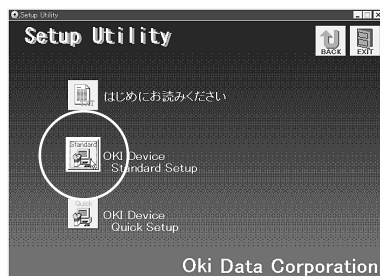 Setup Utility
Setup Utility
BACK
EXIT
はじめにお読みください
Standard
OKI Device
Standard Setup
Quick
OKI Device
Quick Setup
Oki Data Corporation